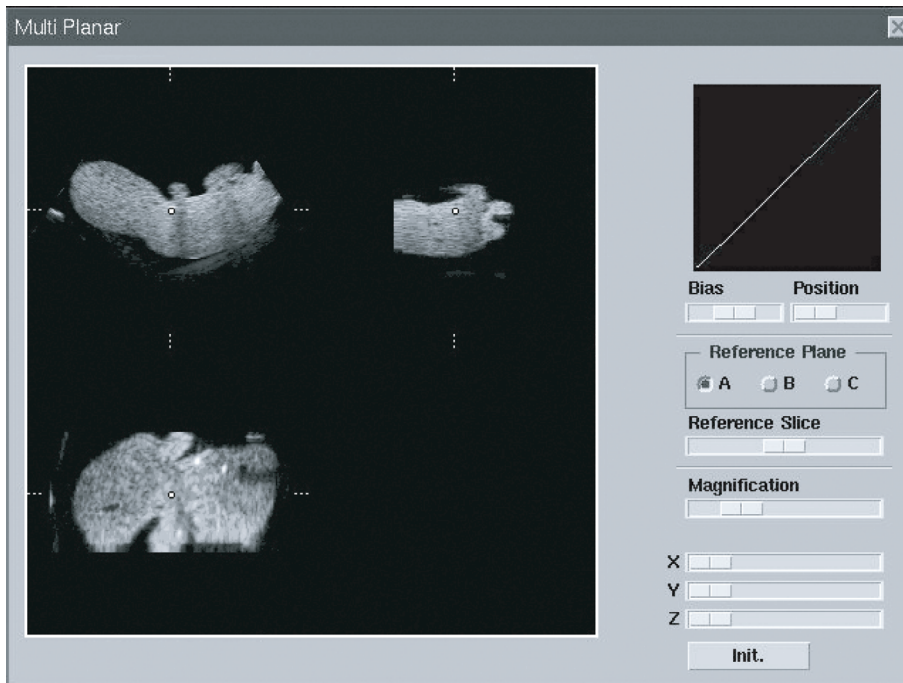 Multi Planar
Bias Position
Reference Plane
A B C
Reference Slice
Magnification
X
Y
Z
Init.